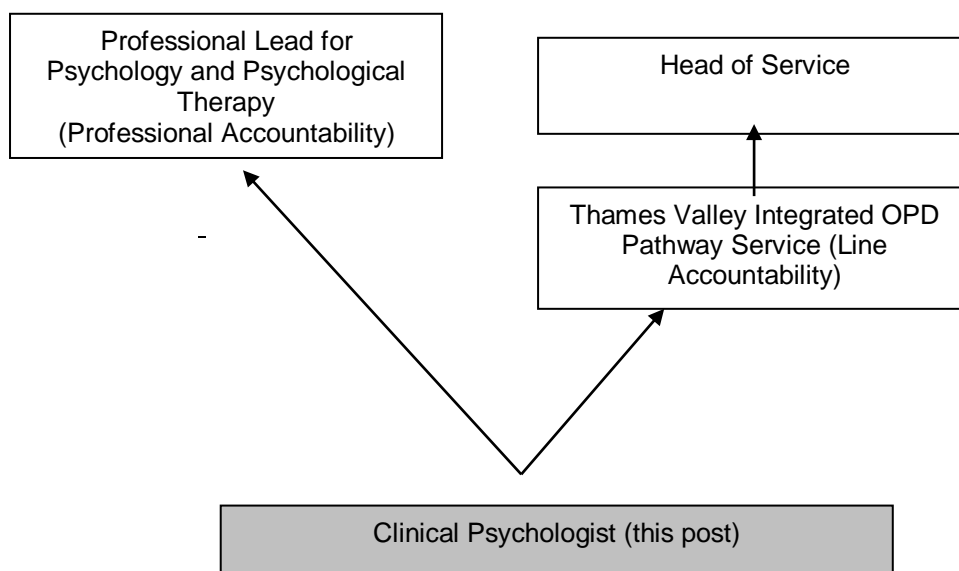 Professional Lead for
Psychology and Psychological
Therapy
(Professional Accountability)
Head of Service
Thames Valley Integrated OPD
Pathway Service (Line
Accountability)
Clinical Psychologist (this post)